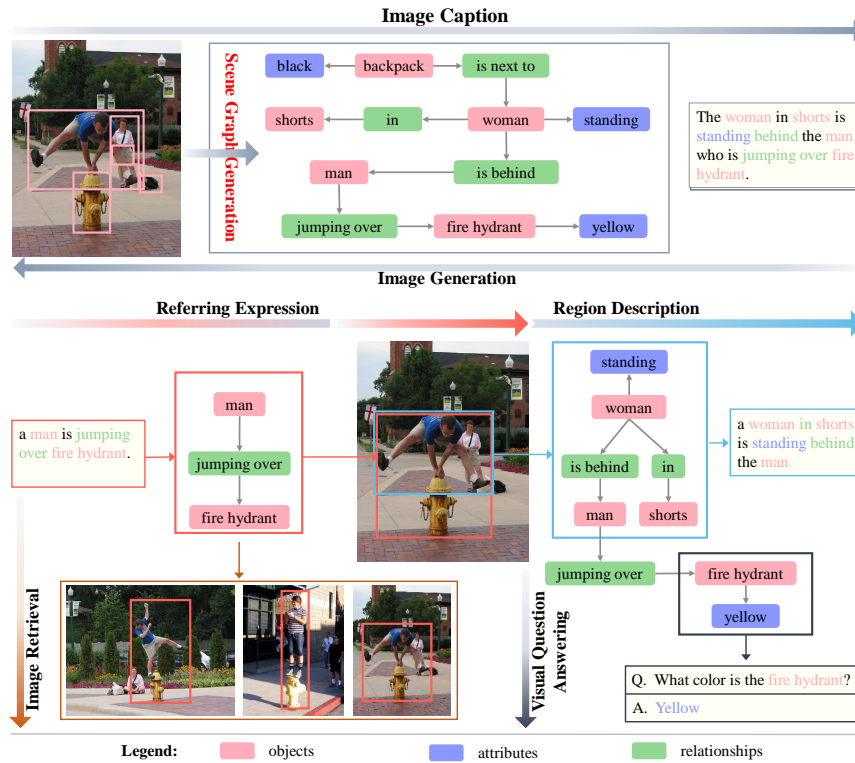 Image Caption
Scene Graph Generation
black
backpack
is next to
shorts
in
woman
standing
man
is behind
jumping over
fire hydrant
yellow
The woman in shorts is
standing behind the man
who is jumping over fire
hydrant.
Image Generation
Referring Expression
Region Description
a man is jumping
over fire hydrant.
man
jumping over
fire hydrant
standing
woman
is behind
in
man
shorts
a woman in shorts
is standing behind
the man
jumping over
fire hydrant
yellow
Image Retrieval
Visual Question
Answering
Q. What color is the fire hydrant?
A. Yellow
Legend:
objects
attributes
relationships